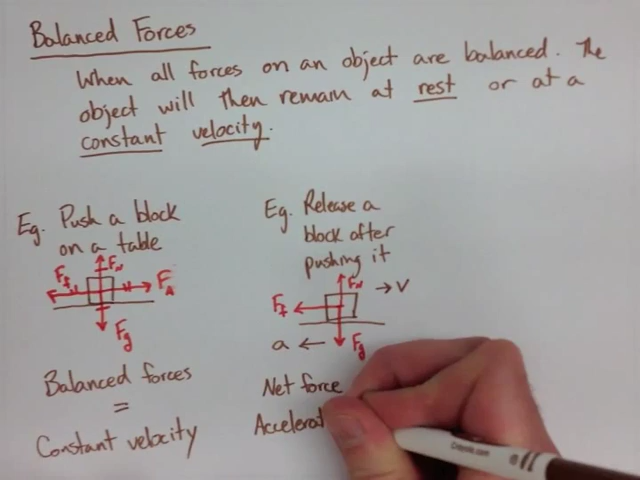 Balanced Forces
When all forces on an object are balanced. The
object will then remain at rest or at a
constant velocity.
Eg. Push a block
on a table
Ff FN FA
Fg
Balanced forces
=
Constant velocity
Eg. Release a
block after
pushing it
FN → V
Ff
a ← Fg
Net force
Accelerat
Crayola.com